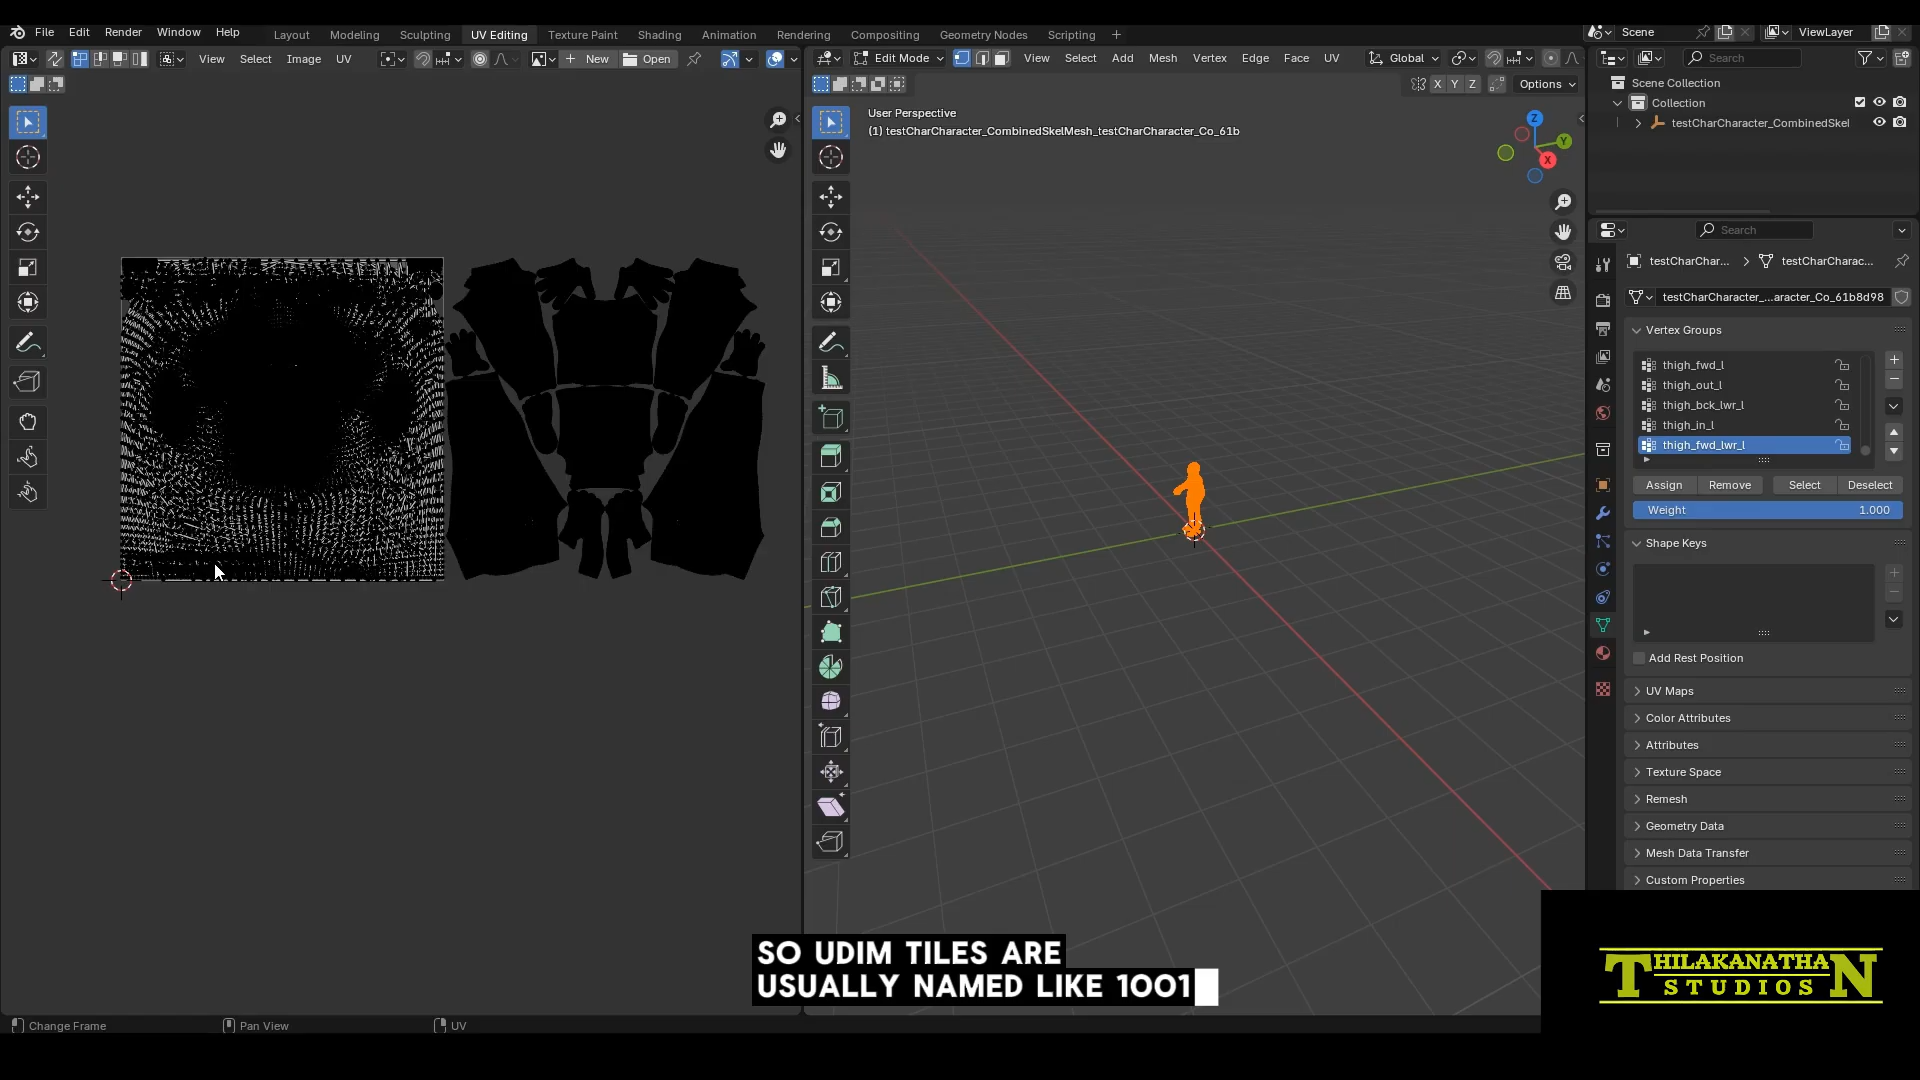 File Edit Render Window Help Layout Modeling Sculpting UV Editing Texture Paint Shading Animation Rendering Compositing Geometry Nodes Scripting + Scene ViewLayer
View Select Image UV + New Open
Edit Mode View Select Add Mesh Vertex Edge Face UV Global
Search
X Y Z Options
Scene Collection
Collection
testCharCharacter_CombinedSkel
User Perspective
(1) testCharCharacter_CombinedSkelMesh_testCharCharacter_Co_61b
Z
Y
X
Search
testCharChar... testCharCharac...
testCharCharacter_...aracter_Co_61b8d98
Vertex Groups
thigh_fwd_l
thigh_out_l
thigh_bck_lwr_l
thigh_in_l
thigh_fwd_lwr_l
Assign Remove Select Deselect
Weight 1.000
Shape Keys
Add Rest Position
UV Maps
Color Attributes
Attributes
Texture Space
Remesh
Geometry Data
Mesh Data Transfer
Custom Properties
SO UDIM TILES ARE
USUALLY NAMED LIKE 1001
THILAKANATHAN
STUDIOS
Change Frame Pan View UV